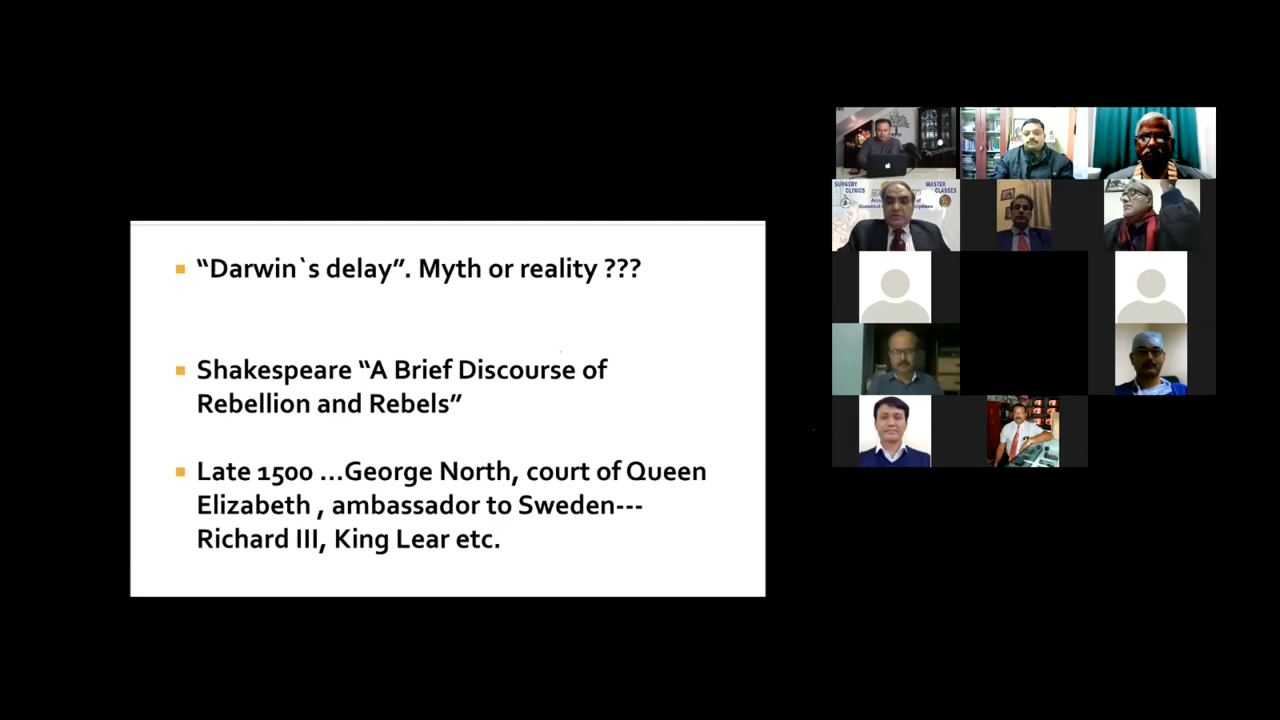 “Darwin`s delay”. Myth or reality ???
Shakespeare “A Brief Discourse of
Rebellion and Rebels”
Late 1500 ...George North, court of Queen
Elizabeth , ambassador to Sweden---
Richard III, King Lear etc.
SURGERY
CLINICS
MASTER
CLASSES